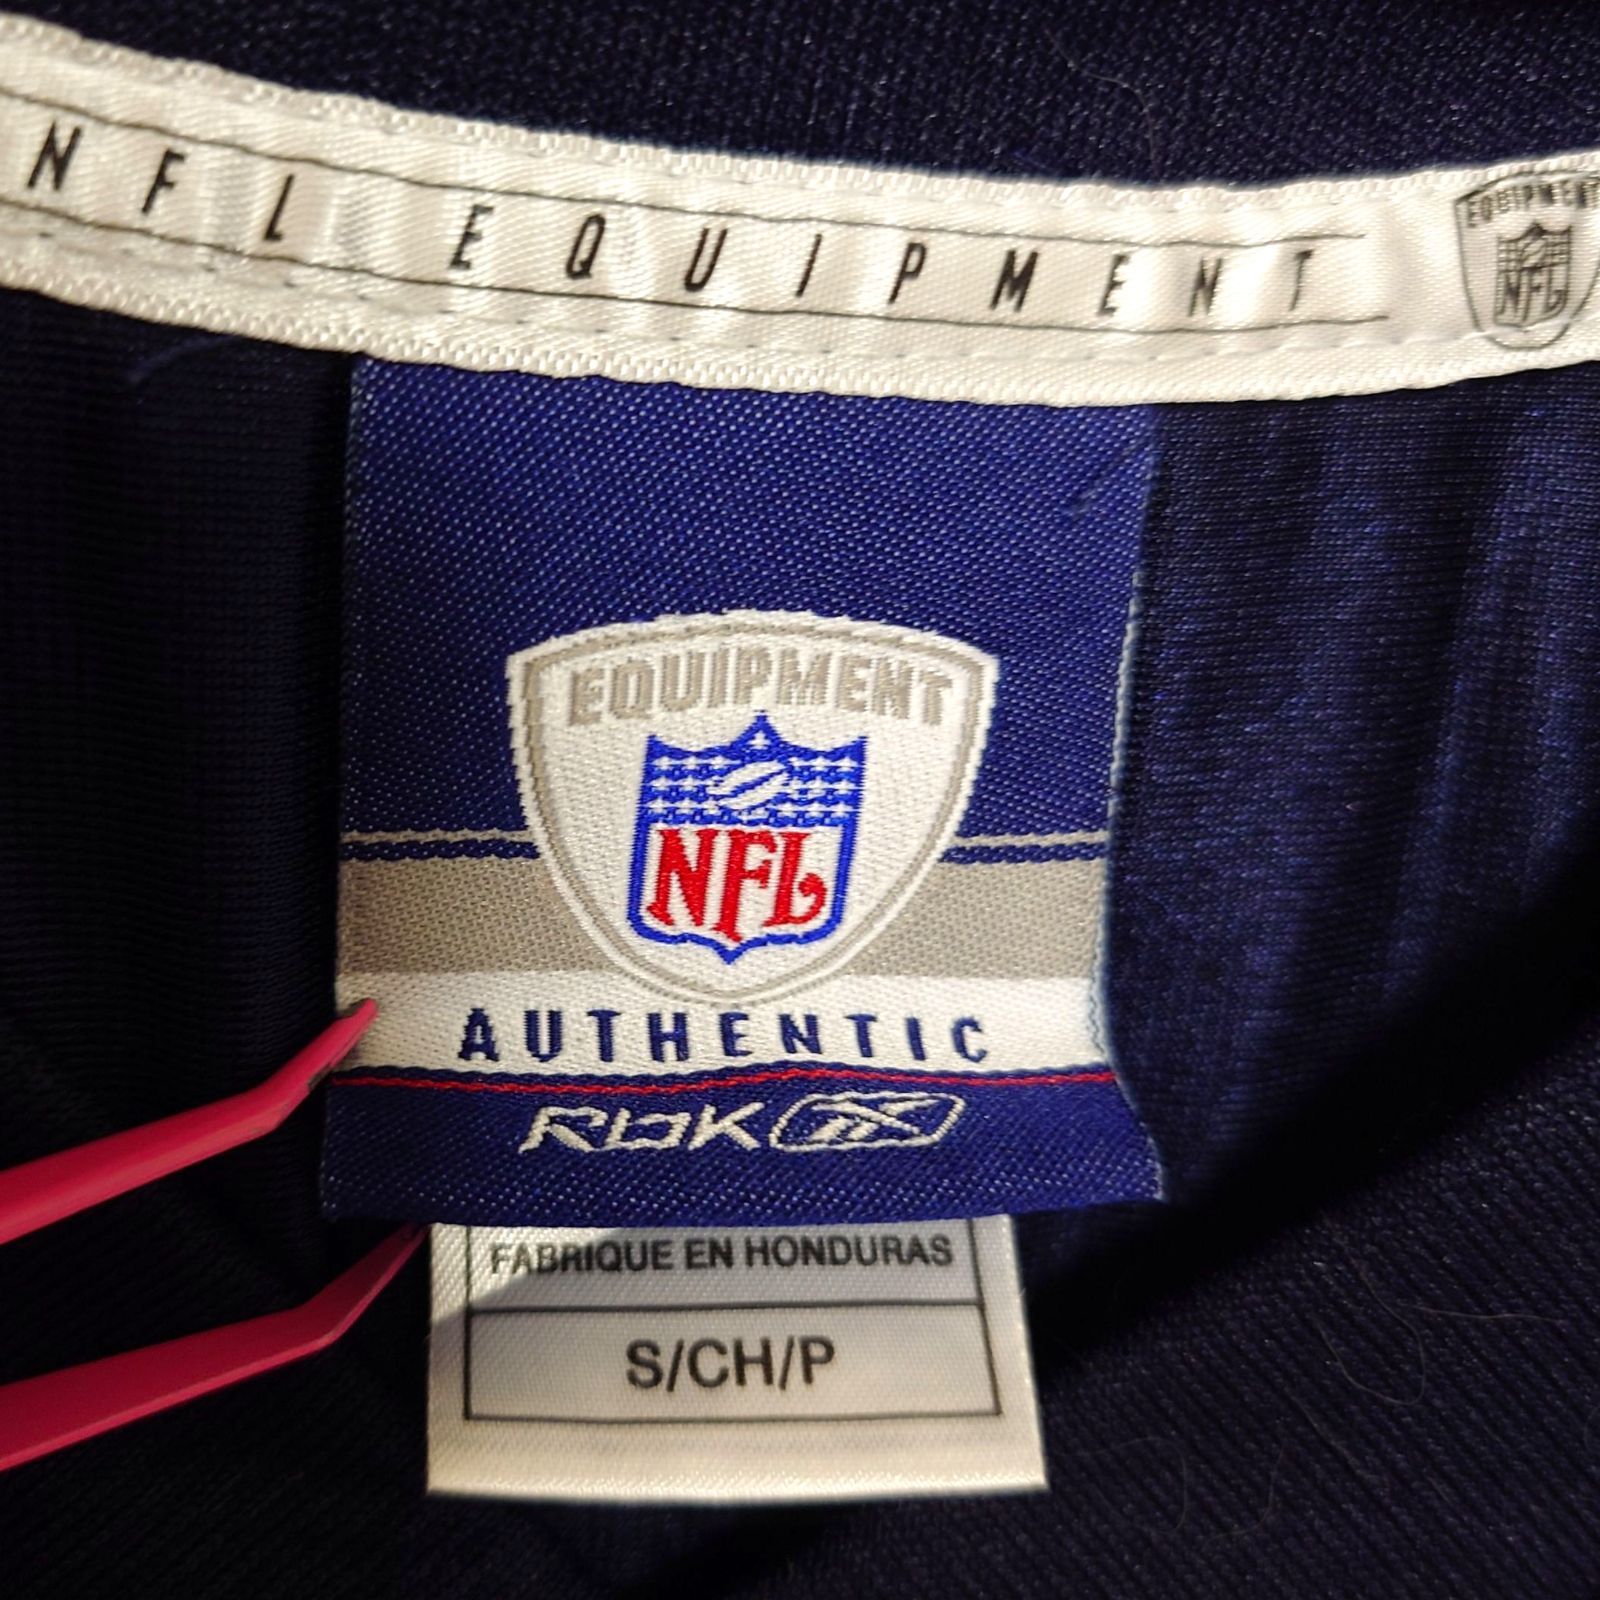 NFL EQUIPMENT
EQUIPMENT
NFL
EQUIPMENT
NFL
AUTHENTIC
RBK
FABRIQUE EN HONDURAS
S/CH/P